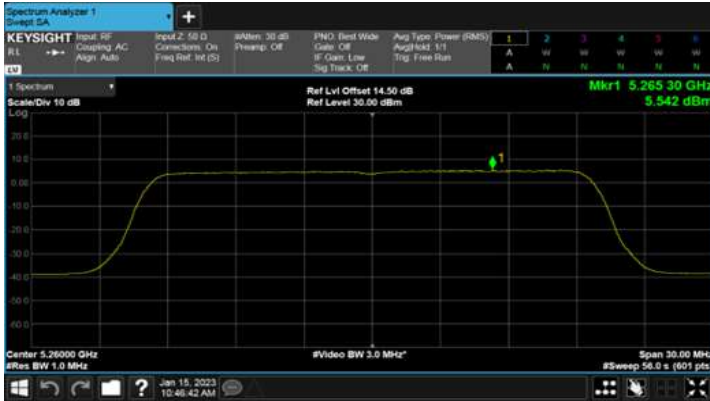 Spectrum Analyzer 1
Swept SA
+
KEYSIGHT
RL
Input: RF
Coupling: AC
Align: Auto
Input Z: 50 Ω
Corrections: On
Freq Ref: Int (S)
#Atten: 30 dB
Preamp: Off
PNO: Best Wide
Gate: Off
IF Gain: Low
Sig Track: Off
Avg Type: Power (RMS)
Avg|Hold: 1/1
Trig: Free Run
1 2 3 4 5 6
A W W W W W
A N N N N N
1 Spectrum
Scale/Div 10 dB
Log
Ref Lvl Offset 14.50 dB
Ref Level 30.00 dBm
Mkr1 5.265 30 GHz
5.542 dBm
20.0
10.0
0.00
-10.0
-20.0
-30.0
-40.0
-50.0
-60.0
1
Center 5.26000 GHz
#Res BW 1.0 MHz
#Video BW 3.0 MHz*
Span 30.00 MHz
#Sweep 56.0 s (601 pts)
?
Jan 15, 2023
10:46:42 AM